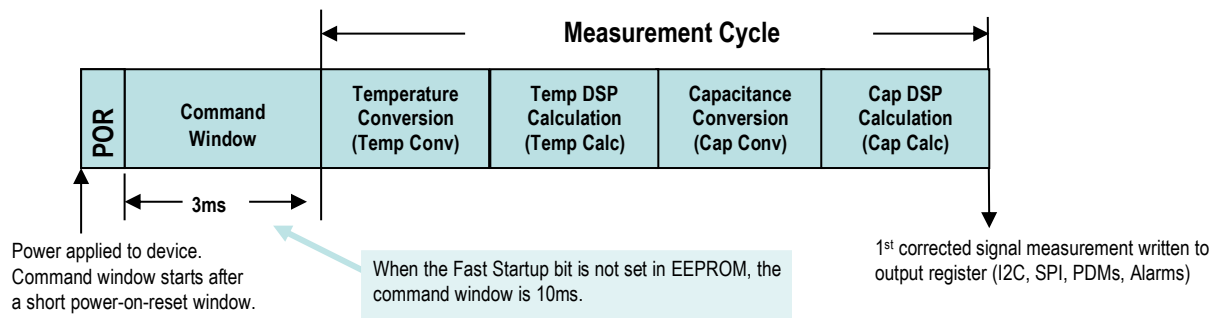 Measurement Cycle
POR
Command
Window
Temperature
Conversion
(Temp Conv)
Temp DSP
Calculation
(Temp Calc)
Capacitance
Conversion
(Cap Conv)
Cap DSP
Calculation
(Cap Calc)
3ms
Power applied to device.
Command window starts after
a short power-on-reset window.
When the Fast Startup bit is not set in EEPROM, the
command window is 10ms.
1st corrected signal measurement written to
output register (I2C, SPI, PDMs, Alarms)